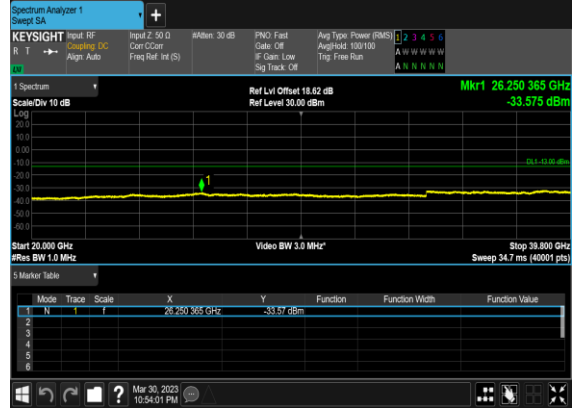 Spectrum Analyzer 1
Swept SA
+
KEYSIGHT Input: RF Input Z: 50 Ω #Atten: 30 dB PNO: Fast Avg Type: Power (RMS) 1 2 3 4 5 6
R T Coupling: DC Corr CCorr Gate: Off Avg|Hold: 100/100 A W W W W W
Align: Auto Freq Ref: Int (S) IF Gain: Low Trig: Free Run
Sig Track: Off A N N N N N
1 Spectrum Ref Lvl Offset 18.62 dB Mkr1 26.250 365 GHz
Scale/Div 10 dB Ref Level 30.00 dBm -33.575 dBm
Log
20.0
10.0
0.00
-10.0 DL1 -13.00 dBm
-20.0
1
-30.0
-40.0
-50.0
-60.0
Start 20.000 GHz Video BW 3.0 MHz* Stop 39.800 GHz
#Res BW 1.0 MHz Sweep 34.7 ms (40001 pts)
5 Marker Table
Mode Trace Scale X Y Function Function Width Function Value
1 N 1 f 26.250 365 GHz -33.57 dBm
2
3
4
5
6
? Mar 30, 2023
10:54:01 PM